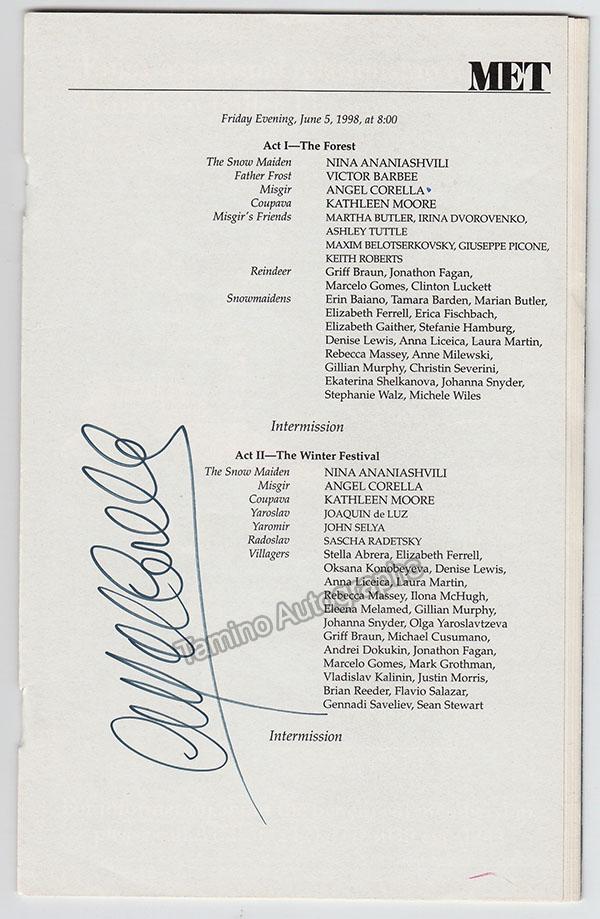 MET
Friday Evening, June 5, 1998, at 8:00
Act I—The Forest
The Snow Maiden NINA ANANIASHVILI
Father Frost VICTOR BARBEE
Misgir ANGEL CORELLA
Coupava KATHLEEN MOORE
Misgir's Friends MARTHA BUTLER, IRINA DVOROVENKO,
ASHLEY TUTTLE
MAXIM BELOTSERKOVSKY, GIUSEPPE PICONE,
KEITH ROBERTS
Reindeer Griff Braun, Jonathon Fagan,
Marcelo Gomes, Clinton Luckett
Snowmaidens Erin Baiano, Tamara Barden, Marian Butler,
Elizabeth Ferrell, Erica Fischbach,
Elizabeth Gaither, Stefanie Hamburg,
Denise Lewis, Anna Liceica, Laura Martin,
Rebecca Massey, Anne Milewski,
Gillian Murphy, Christin Severini,
Ekaterina Shelkanova, Johanna Snyder,
Stephanie Walz, Michele Wiles
Intermission
Act II—The Winter Festival
The Snow Maiden NINA ANANIASHVILI
Misgir ANGEL CORELLA
Coupava KATHLEEN MOORE
Yaroslav JOAQUIN de LUZ
Yaromir JOHN SELYA
Radoslav SASCHA RADETSKY
Villagers Stella Abrera, Elizabeth Ferrell,
Oksana Konobeyeva, Denise Lewis,
Anna Liceica, Laura Martin,
Rebecca Massey, Ilona McHugh,
Eleena Melamed, Gillian Murphy,
Johanna Snyder, Olga Yaroslavtzeva
Griff Braun, Michael Cusumano,
Andrei Dokukin, Jonathon Fagan,
Marcelo Gomes, Mark Grothman,
Vladislav Kalinin, Justin Morris,
Brian Reeder, Flavio Salazar,
Gennadi Saveliev, Sean Stewart
Intermission
Angel Corella
Tamino Autographs